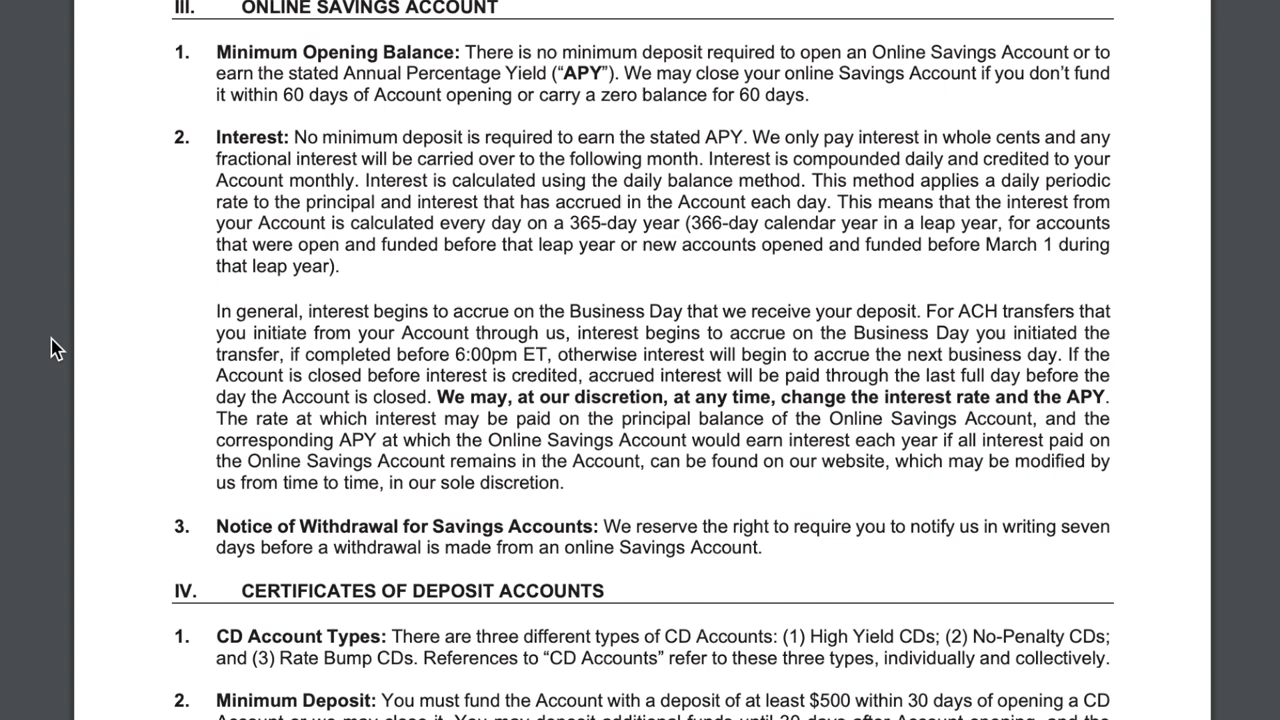 III. ONLINE SAVINGS ACCOUNT
1. Minimum Opening Balance: There is no minimum deposit required to open an Online Savings Account or to
earn the stated Annual Percentage Yield (“APY”). We may close your online Savings Account if you don’t fund
it within 60 days of Account opening or carry a zero balance for 60 days.
2. Interest: No minimum deposit is required to earn the stated APY. We only pay interest in whole cents and any
fractional interest will be carried over to the following month. Interest is compounded daily and credited to your
Account monthly. Interest is calculated using the daily balance method. This method applies a daily periodic
rate to the principal and interest that has accrued in the Account each day. This means that the interest from
your Account is calculated every day on a 365-day year (366-day calendar year in a leap year, for accounts
that were open and funded before that leap year or new accounts opened and funded before March 1 during
that leap year).
In general, interest begins to accrue on the Business Day that we receive your deposit. For ACH transfers that
you initiate from your Account through us, interest begins to accrue on the Business Day you initiated the
transfer, if completed before 6:00pm ET, otherwise interest will begin to accrue the next business day. If the
Account is closed before interest is credited, accrued interest will be paid through the last full day before the
day the Account is closed. We may, at our discretion, at any time, change the interest rate and the APY.
The rate at which interest may be paid on the principal balance of the Online Savings Account, and the
corresponding APY at which the Online Savings Account would earn interest each year if all interest paid on
the Online Savings Account remains in the Account, can be found on our website, which may be modified by
us from time to time, in our sole discretion.
3. Notice of Withdrawal for Savings Accounts: We reserve the right to require you to notify us in writing seven
days before a withdrawal is made from an online Savings Account.
IV. CERTIFICATES OF DEPOSIT ACCOUNTS
1. CD Account Types: There are three different types of CD Accounts: (1) High Yield CDs; (2) No-Penalty CDs;
and (3) Rate Bump CDs. References to “CD Accounts” refer to these three types, individually and collectively.
2. Minimum Deposit: You must fund the Account with a deposit of at least $500 within 30 days of opening a CD
Account or we may close it. You may deposit additional funds until 30 days after Account opening, and the